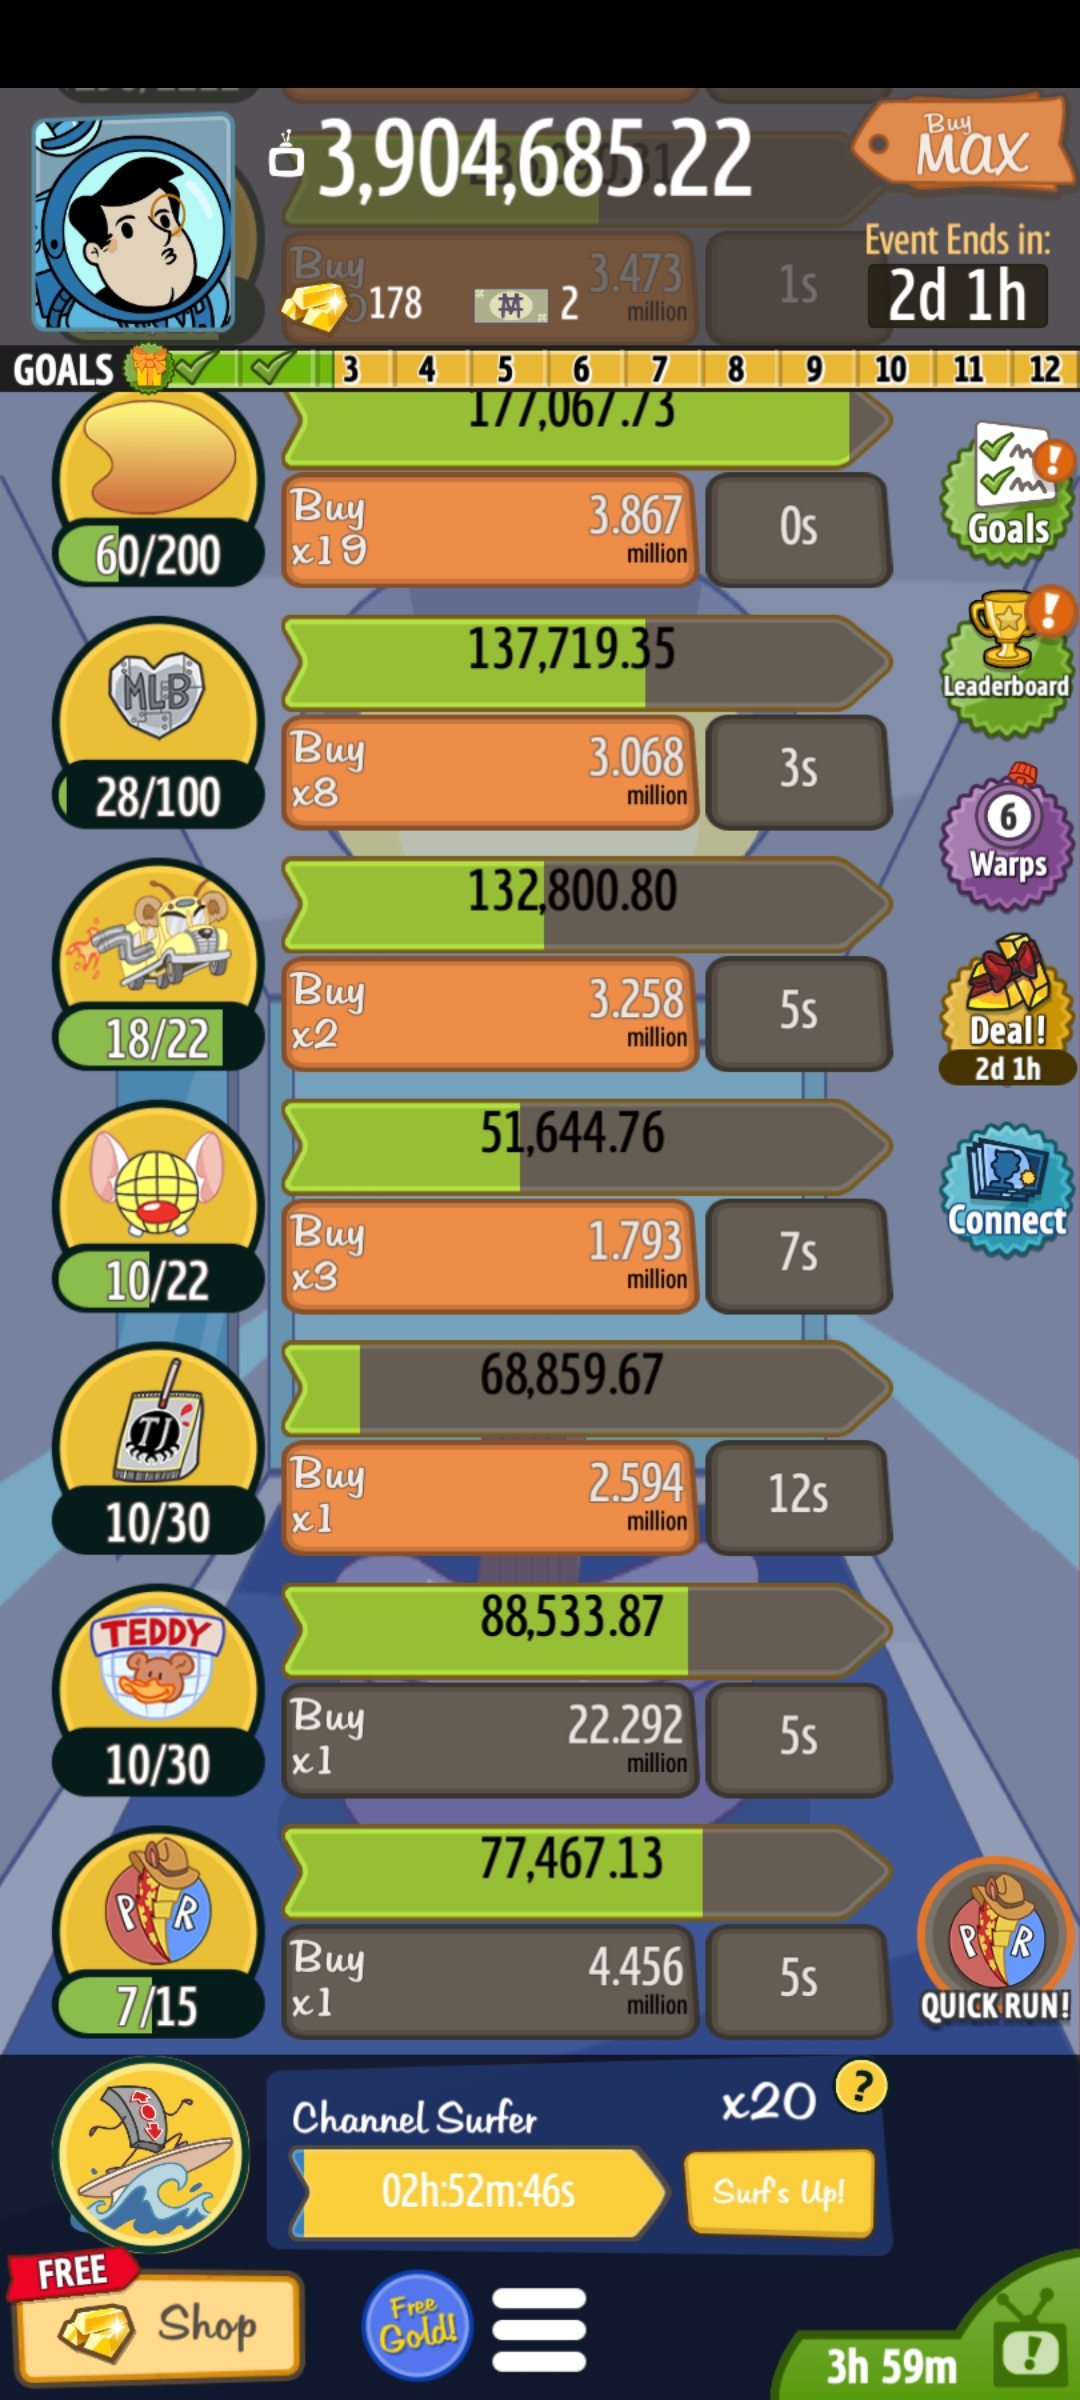 3,904,685.22
Buy
MAX
Event Ends in:
2d 1h
Buy
3.473
million
1s
178
2
GOALS 3 4 5 6 7 8 9 10 11 12
177,067.73
Buy
x19
3.867
million
0s
60/200
Goals
137,719.35
MLB
Buy
x8
3.068
million
3s
28/100
Leaderboard
132,800.80
6
Warps
Buy
x2
3.258
million
5s
18/22
Deal!
2d 1h
51,644.76
Buy
x3
1.793
million
7s
10/22
Connect
68,859.67
TJ
Buy
x1
2.594
million
12s
10/30
88,533.87
TEDDY
Buy
x1
22.292
million
5s
10/30
77,467.13
P R
Buy
x1
4.456
million
5s
7/15
P R
QUICK RUN!
Channel Surfer
x20
?
02h:52m:46s
Surf's Up!
FREE
Shop
Free
Gold!
3h 59m